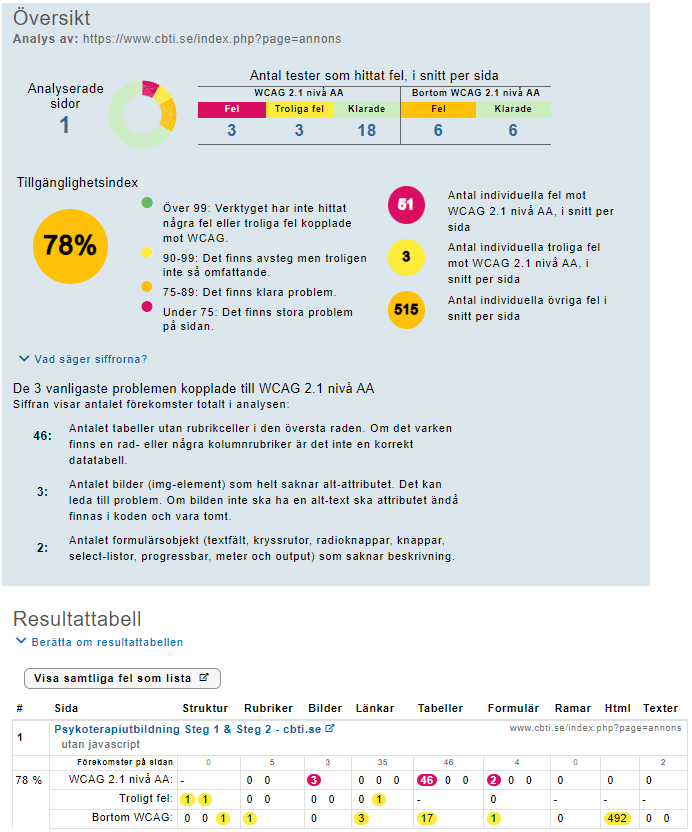 Översikt
Analys av: https://www.cbti.se/index.php?page=annons
Analyserade
sidor
1
Antal tester som hittat fel, i snitt per sida
WCAG 2.1 nivå AA Bortom WCAG 2.1 nivå AA
Fel Troliga fel Klarade Fel Klarade
3 3 18 6 6
Tillgänglighetsindex
78%
Över 99: Verktyget har inte hittat
några fel eller troliga fel kopplade
mot WCAG.
90-99: Det finns avsteg men troligen
inte så omfattande.
75-89: Det finns klara problem.
Under 75: Det finns stora problem
på sidan.
51
Antal individuella fel mot
WCAG 2.1 nivå AA, i snitt per
sida
3
Antal individuella troliga fel
mot WCAG 2.1 nivå AA, i
snitt per sida
515
Antal individuella övriga fel i
snitt per sida
Vad säger siffrorna?
De 3 vanligaste problemen kopplade till WCAG 2.1 nivå AA
Siffran visar antalet förekomster totalt i analysen:
46: Antalet tabeller utan rubrikceller i den översta raden. Om det varken
finns en rad- eller några kolumnrubriker är det inte en korrekt
datatabell.
3: Antalet bilder (img-element) som helt saknar alt-attributet. Det kan
leda till problem. Om bilden inte ska ha en alt-text ska attributet ändå
finnas i koden och vara tomt.
2: Antalet formulärsobjekt (textfält, kryssrutor, radioknappar, knappar,
select-listor, progressbar, meter och output) som saknar beskrivning.
Resultattabell
Berätta om resultattabellen
Visa samtliga fel som lista
# Sida Struktur Rubriker Bilder Länkar Tabeller Formulär Ramar Html Texter
1 Psykoterapiutbildning Steg 1 & Steg 2 - cbti.se www.cbti.se/index.php?page=annons
utan javascript
Förekomster på sidan 0 5 3 35 46 4 0 2
78 % WCAG 2.1 nivå AA: - 0 0 3 0 0 46 0 0 2 0 0 0 0 0
Troligt fel: 1 1 0 0 0 0 0 1 - 0 - - -
Bortom WCAG: 0 0 1 1 0 3 17 1 0 492 0 0